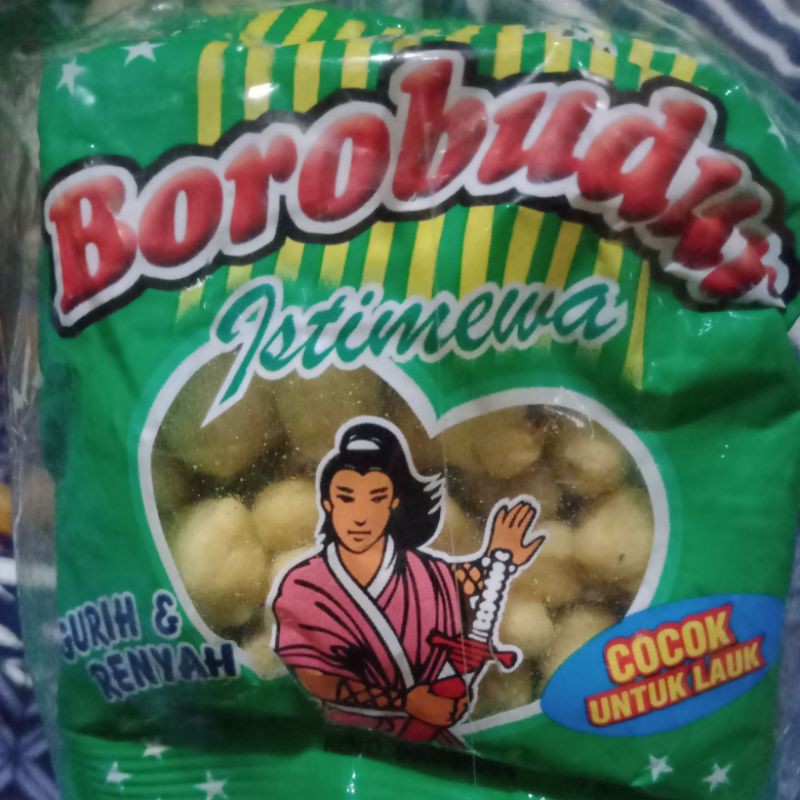 Borobudur
Istimewa
GURIH &
RENYAH
COCOK
UNTUK LAUK